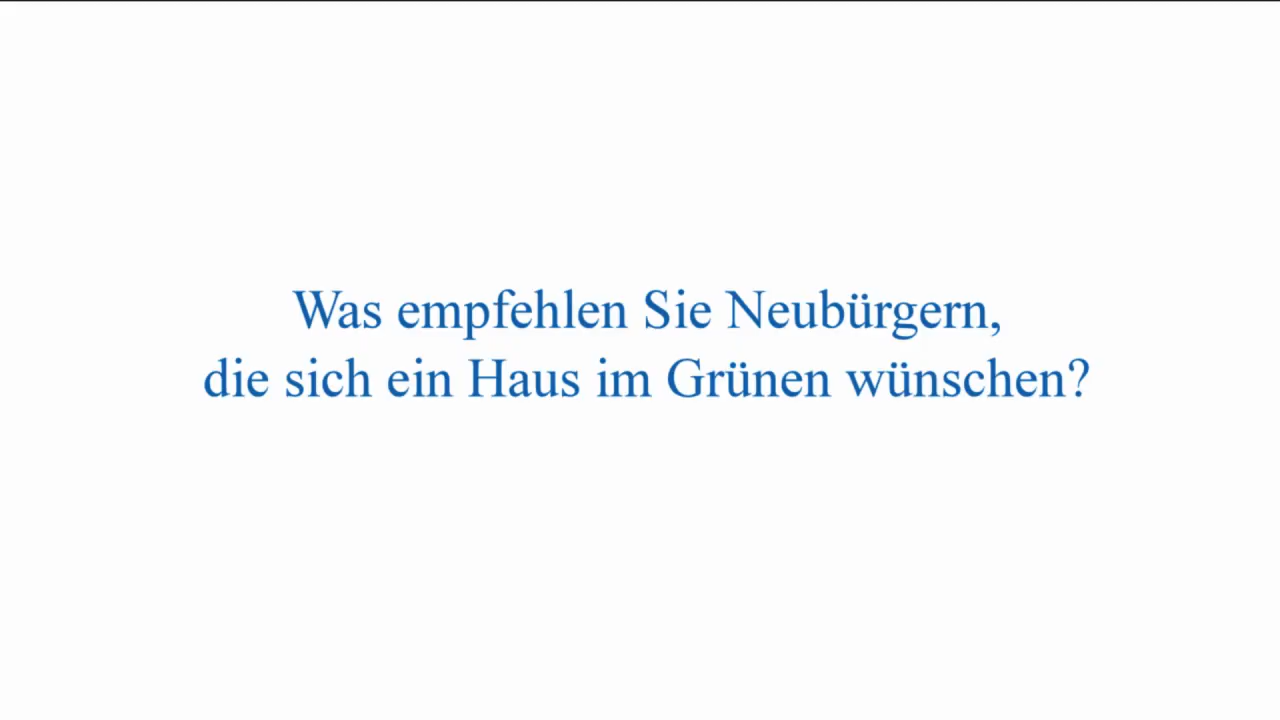 Was empfehlen Sie Neubürgern,
die sich ein Haus im Grünen wünschen?